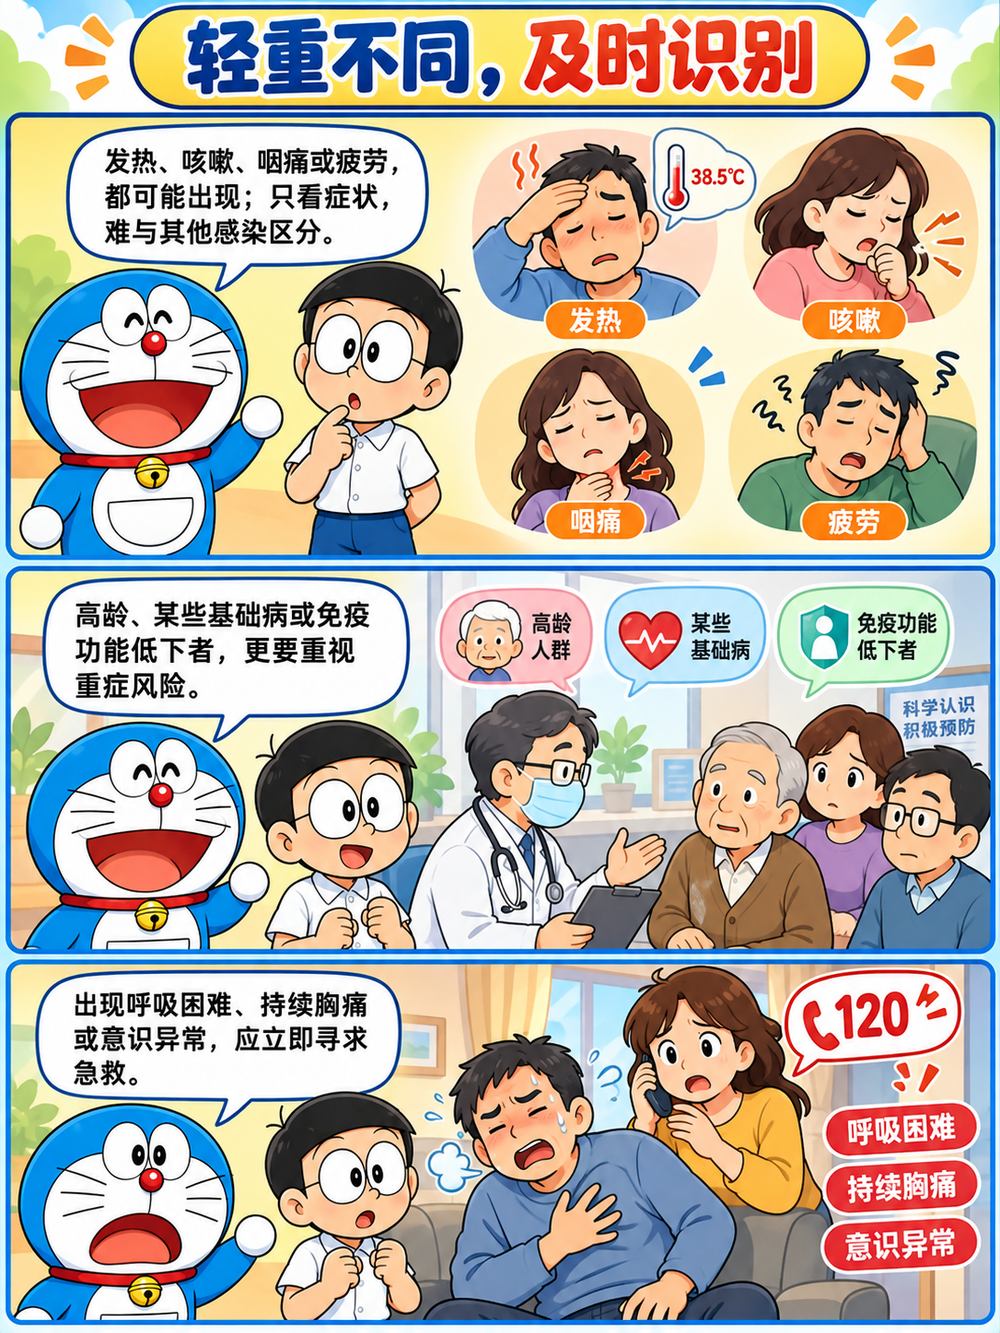 轻重不同，及时识别
发热、咳嗽、咽痛或疲劳，
都可能出现；只看症状，
难与其他感染区分。
38.5℃
发热
咳嗽
咽痛
疲劳
高龄、某些基础病或免疫
功能低下者，更要重视
重症风险。
高龄
人群
某些
基础病
免疫功能
低下者
科学认识
积极预防
出现呼吸困难、持续胸痛
或意识异常，应立即寻求
急救。
120
呼吸困难
持续胸痛
意识异常